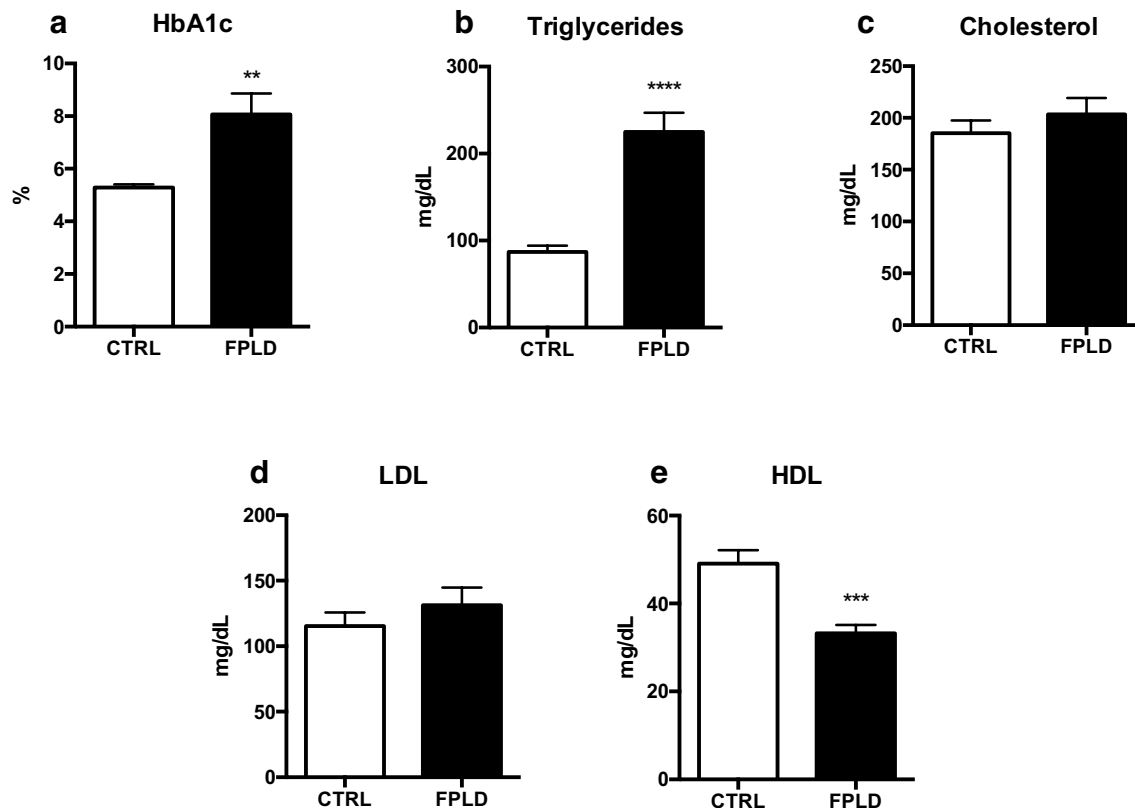 a HbA1c
10
8
6
4
2
0
%
**
CTRL FPLD
b Triglycerides
300
200
100
0
mg/dL
****
CTRL FPLD
c Cholesterol
250
200
150
100
50
0
mg/dL
CTRL FPLD
d LDL
200
150
100
50
0
mg/dL
CTRL FPLD
e HDL
60
40
20
0
mg/dL
***
CTRL FPLD